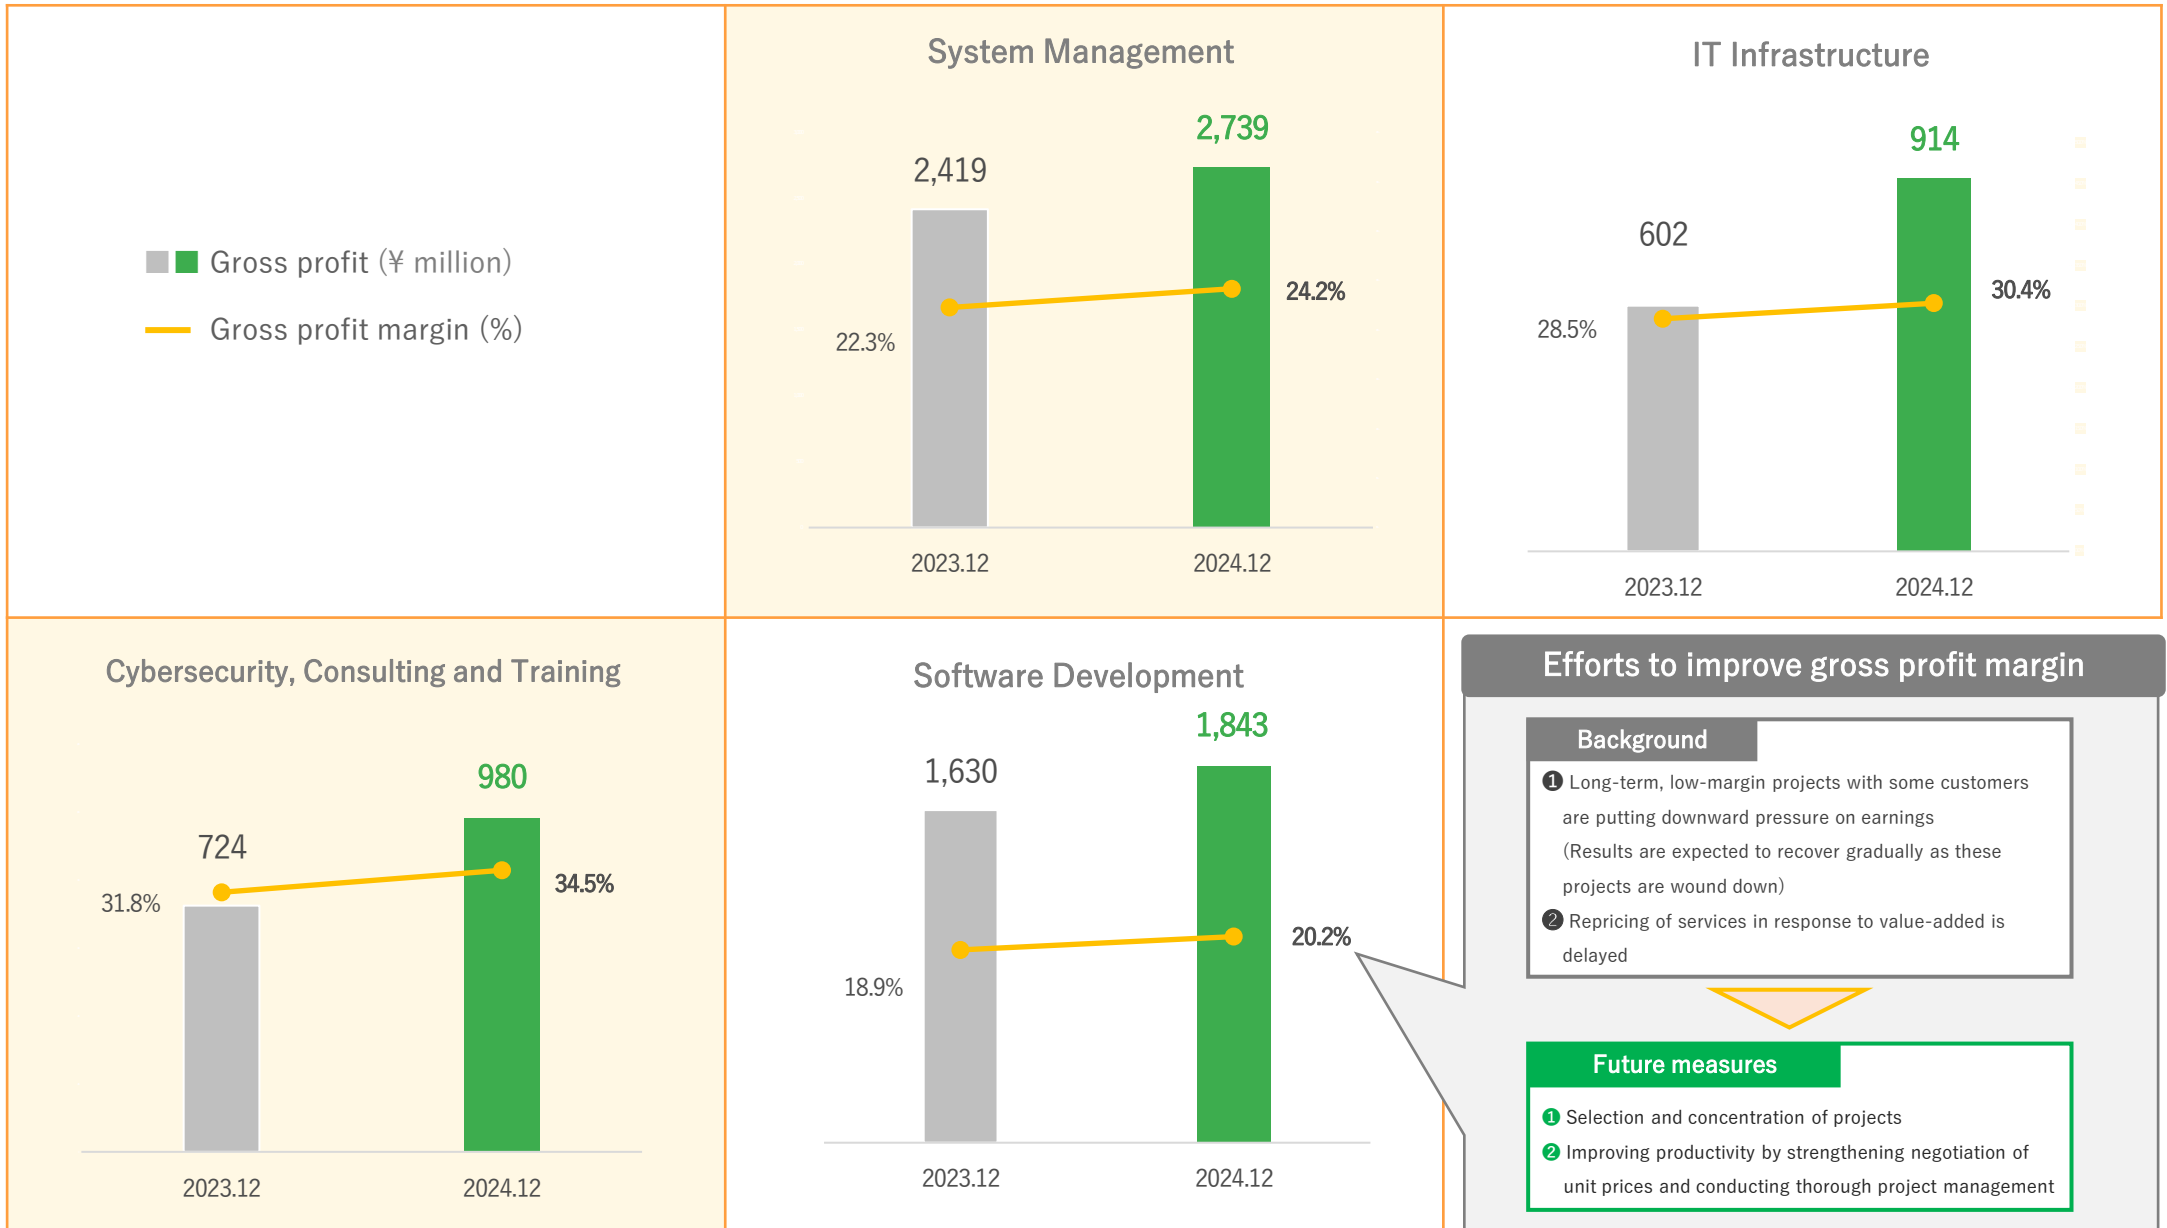 Gross profit (¥ million)
Gross profit margin (%)
System Management
2,739
2,419
24.2%
22.3%
2023.12
2024.12
IT Infrastructure
914
602
30.4%
28.5%
2023.12
2024.12
Cybersecurity, Consulting and Training
980
724
34.5%
31.8%
2023.12
2024.12
Software Development
1,843
1,630
20.2%
18.9%
2023.12
2024.12
Efforts to improve gross profit margin
Background
❶ Long-term, low-margin projects with some customers
are putting downward pressure on earnings
(Results are expected to recover gradually as these
projects are wound down)
❷ Repricing of services in response to value-added is
delayed
Future measures
❶ Selection and concentration of projects
❷ Improving productivity by strengthening negotiation of
unit prices and conducting thorough project management